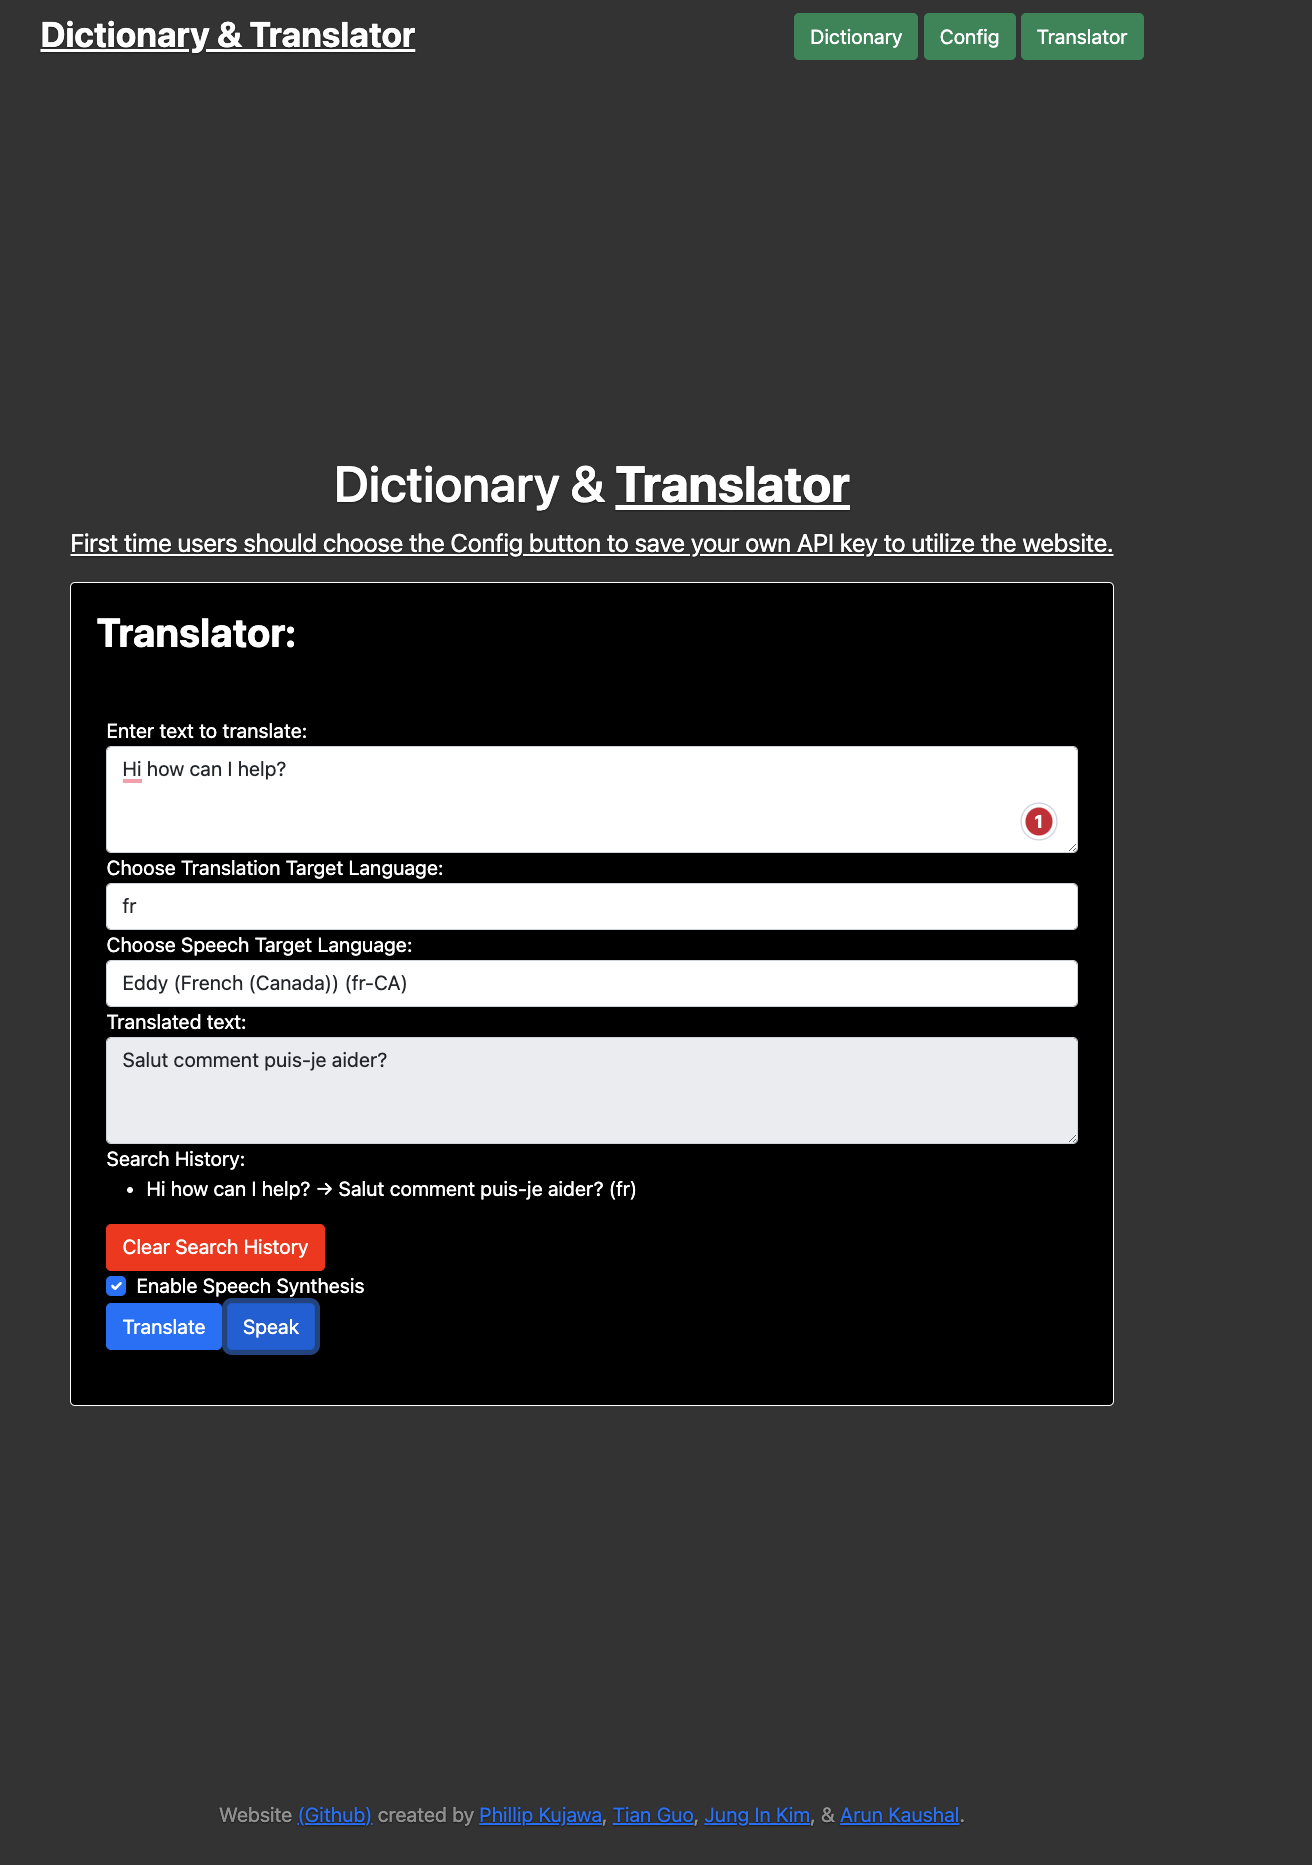 Dictionary & Translator
Dictionary
Config
Translator
Dictionary & Translator
First time users should choose the Config button to save your own API key to utilize the website.
Translator:
Enter text to translate:
Hi how can I help?
1
Choose Translation Target Language:
fr
Choose Speech Target Language:
Eddy (French (Canada)) (fr-CA)
Translated text:
Salut comment puis-je aider?
Search History:
• Hi how can I help? → Salut comment puis-je aider? (fr)
Clear Search History
Enable Speech Synthesis
Translate
Speak
Website (Github) created by Phillip Kujawa, Tian Guo, Jung In Kim, & Arun Kaushal.